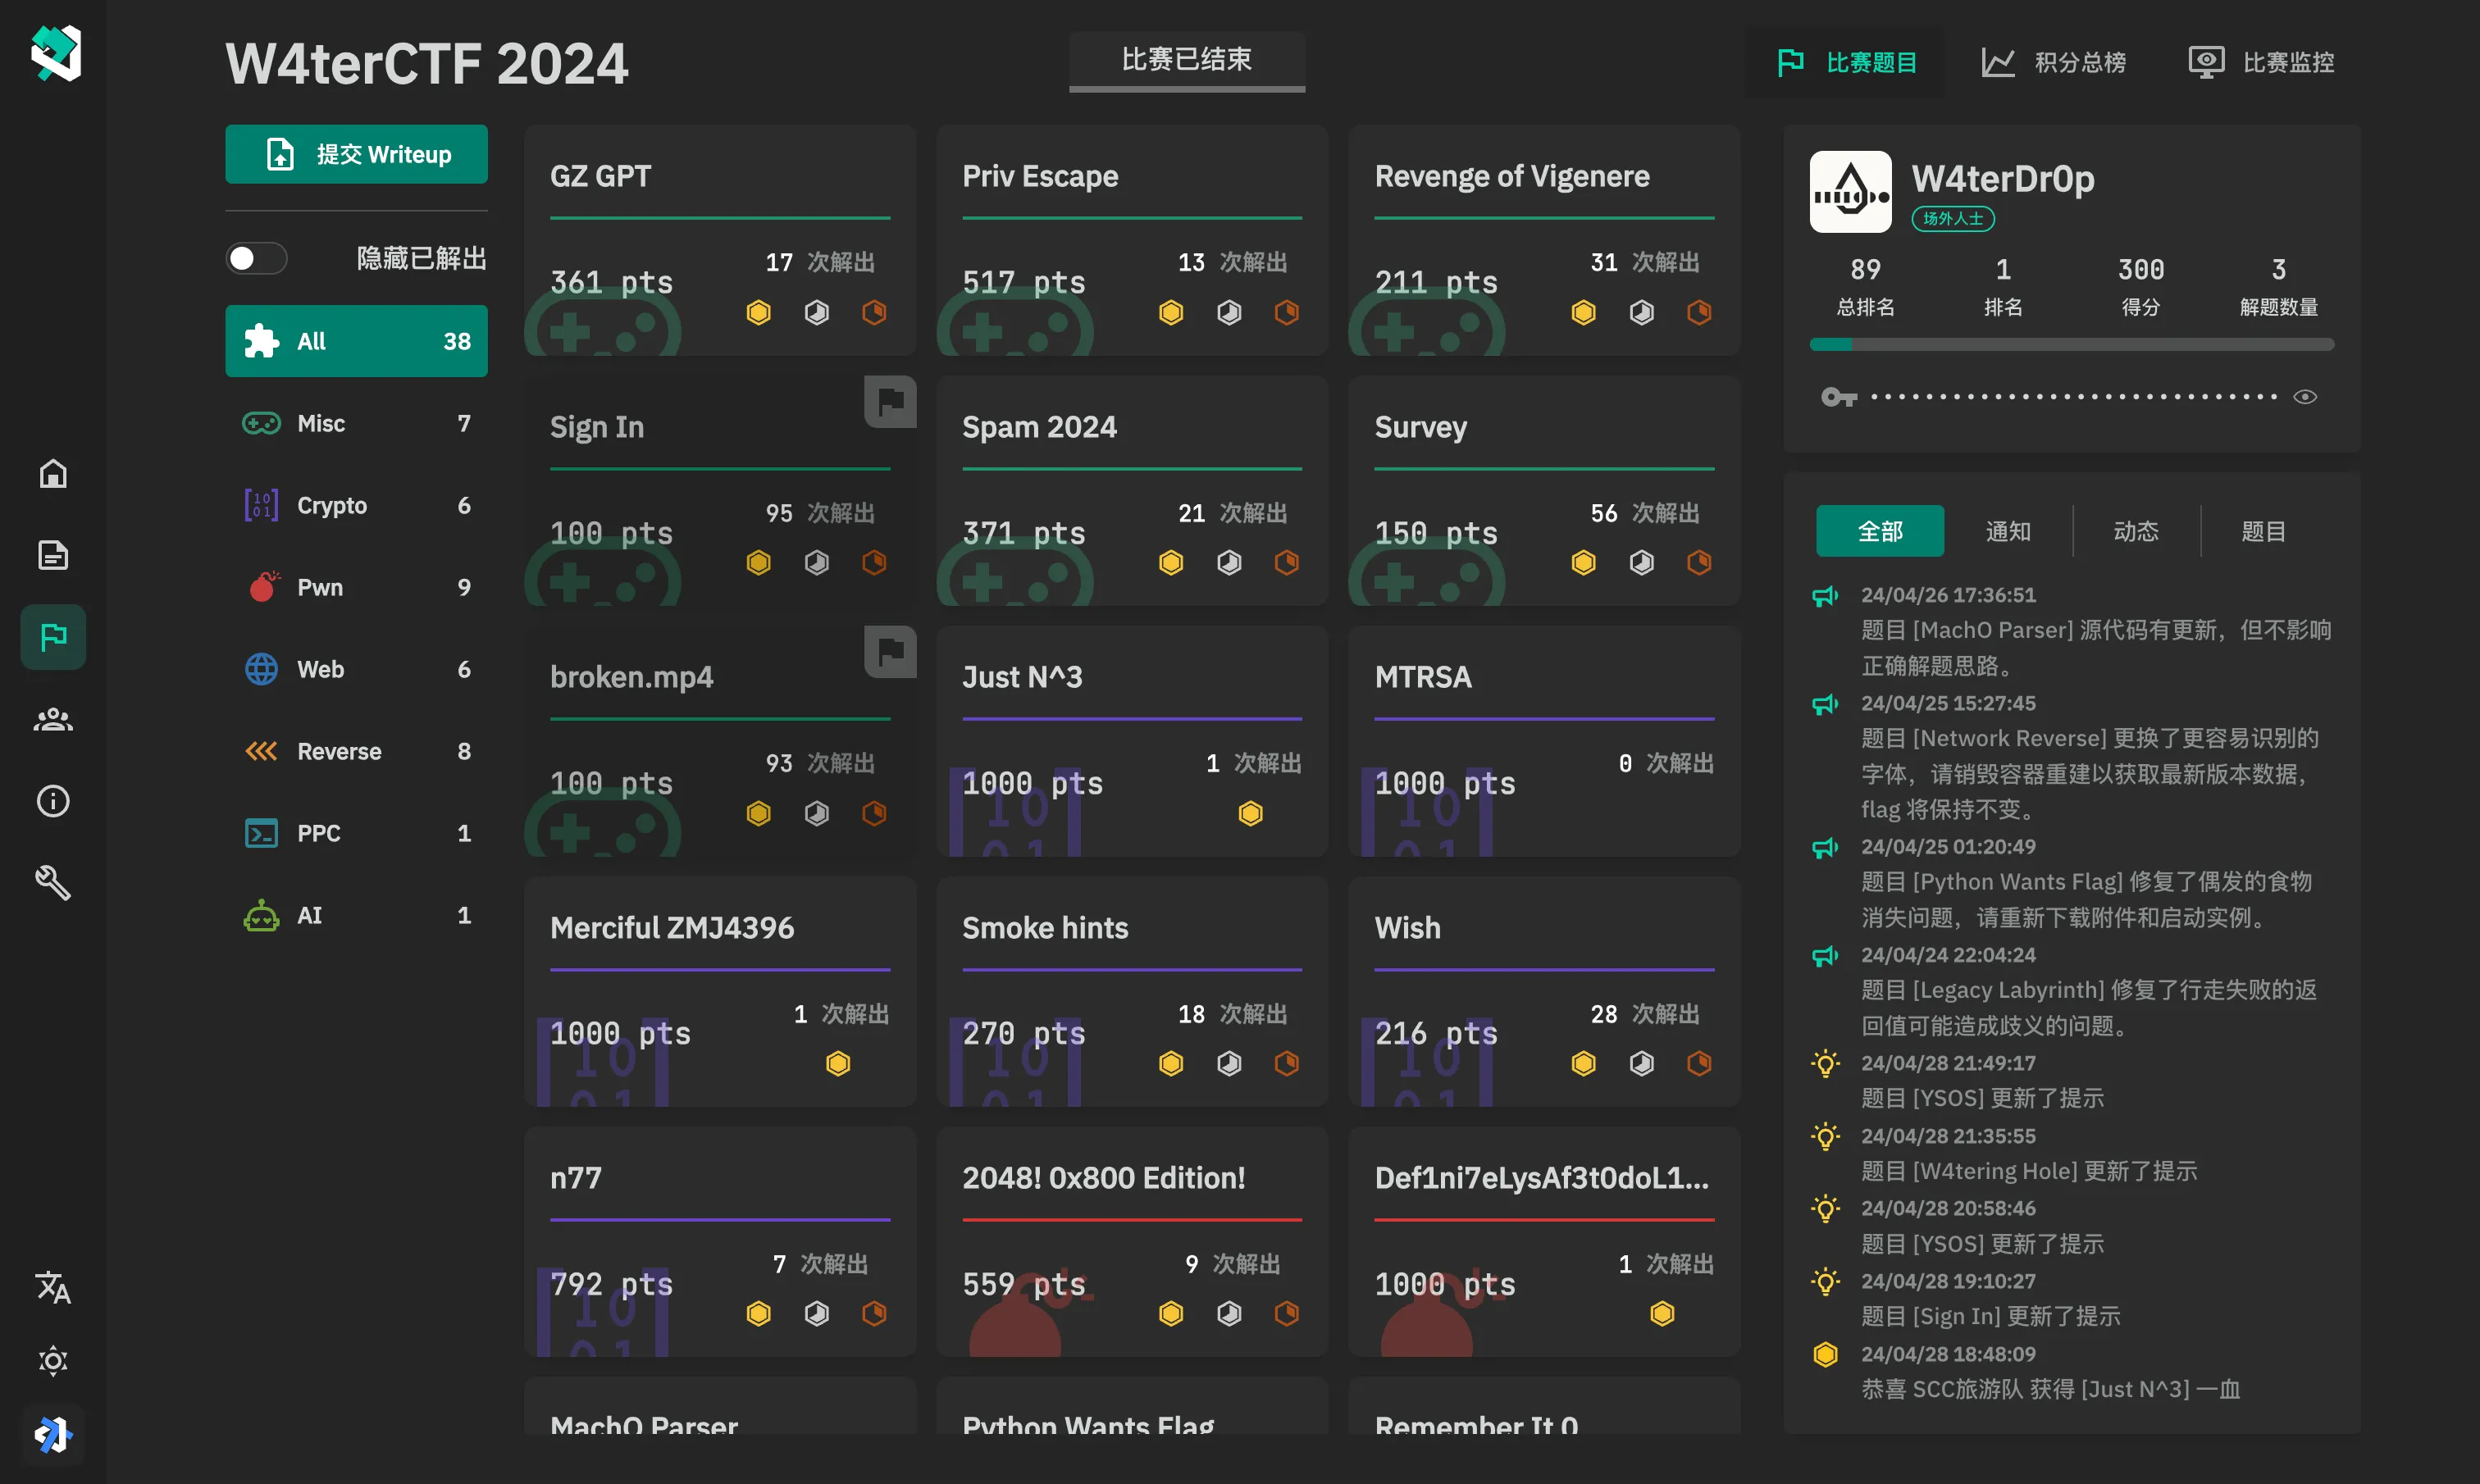 W4terCTF 2024
比赛已结束
比赛题目
积分总榜
比赛监控
提交 Writeup
隐藏已解出
All 38
Misc 7
Crypto 6
Pwn 9
Web 6
Reverse 8
PPC 1
AI 1
GZ GPT
17 次解出
361 pts
Priv Escape
13 次解出
517 pts
Revenge of Vigenere
31 次解出
211 pts
Sign In
95 次解出
100 pts
Spam 2024
21 次解出
371 pts
Survey
56 次解出
150 pts
broken.mp4
93 次解出
100 pts
Just N^3
1 次解出
1000 pts
MTRSA
0 次解出
1000 pts
Merciful ZMJ4396
1 次解出
1000 pts
Smoke hints
18 次解出
270 pts
Wish
28 次解出
216 pts
n77
7 次解出
792 pts
2048! 0x800 Edition!
9 次解出
559 pts
Def1ni7eLysAf3t0doL1...
1 次解出
1000 pts
MachO Parser
Python Wants Flag
Remember It 0
W4terDr0p
场外人士
89 1 300 3
总排名 排名 得分 解题数量
全部 通知 动态 题目
24/04/26 17:36:51
题目 [MachO Parser] 源代码有更新，但不影响
正确解题思路。
24/04/25 15:27:45
题目 [Network Reverse] 更换了更容易识别的
字体，请销毁容器重建以获取最新版本数据，
flag 将保持不变。
24/04/25 01:20:49
题目 [Python Wants Flag] 修复了偶发的食物
消失问题，请重新下载附件和启动实例。
24/04/24 22:04:24
题目 [Legacy Labyrinth] 修复了行走失败的返
回值可能造成歧义的问题。
24/04/28 21:49:17
题目 [YSOS] 更新了提示
24/04/28 21:35:55
题目 [W4tering Hole] 更新了提示
24/04/28 20:58:46
题目 [YSOS] 更新了提示
24/04/28 19:10:27
题目 [Sign In] 更新了提示
24/04/28 18:48:09
恭喜 SCC旅游队 获得 [Just N^3] 一血